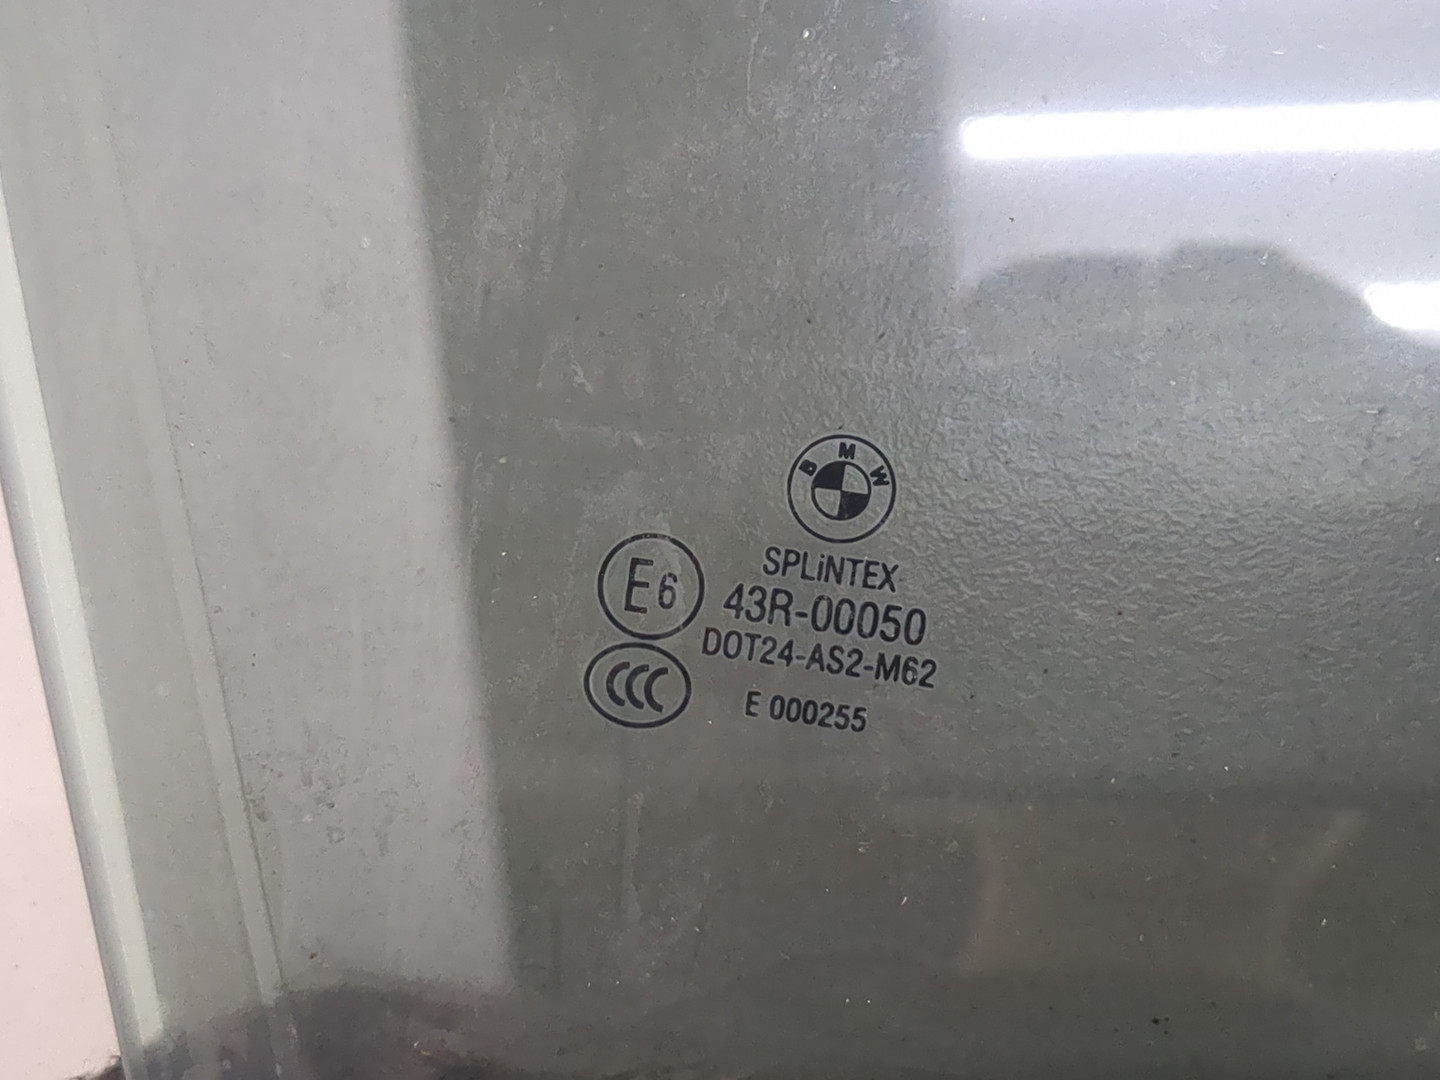 BMW
SPLiNTEX
E6
43R-00050
DOT24-AS2-M62
CCC
E 000255